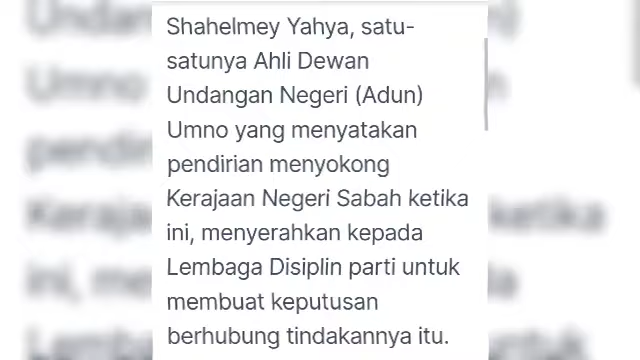 Shahelmey Yahya, satu-
satunya Ahli Dewan
Undangan Negeri (Adun)
Umno yang menyatakan
pendirian menyokong
Kerajaan Negeri Sabah ketika
ini, menyerahkan kepada
Lembaga Disiplin parti untuk
membuat keputusan
berhubung tindakannya itu.